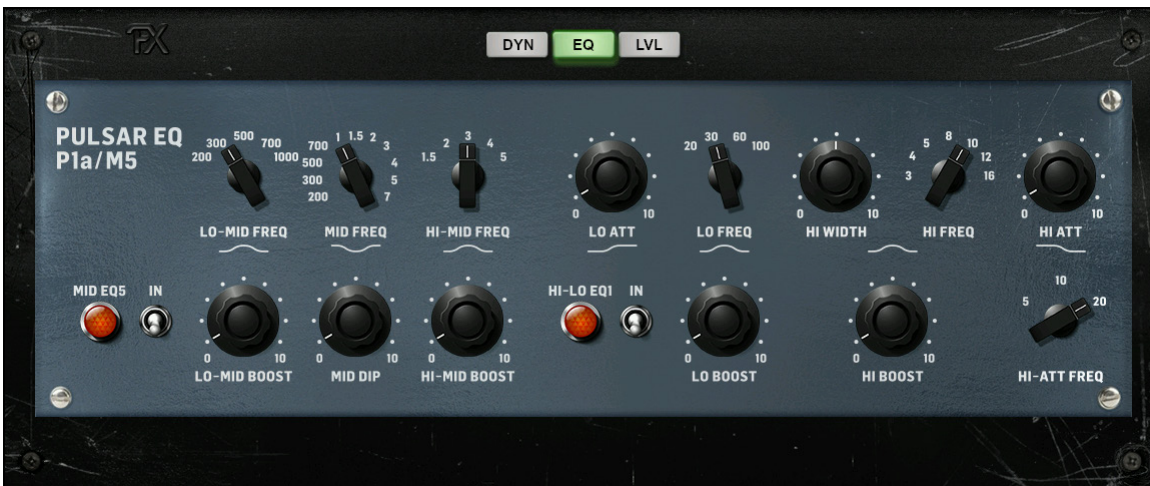 TFX
DYN EQ LVL
PULSAR EQ
P1a/M5
200 300 500 700 1000
LO-MID FREQ
200 300 500 700 1 1.5 2 3 4 5 7
MID FREQ
1.5 2 3 4 5
HI-MID FREQ
0 10
LO ATT
20 30 60 100
LO FREQ
0 10
HI WIDTH
3 4 5 8 10 12 16
HI FREQ
0 10
HI ATT
MID EQ5 IN
0 10
LO-MID BOOST
0 10
MID DIP
0 10
HI-MID BOOST
HI-LO EQ1 IN
0 10
LO BOOST
0 10
HI BOOST
5 10 20
HI-ATT FREQ